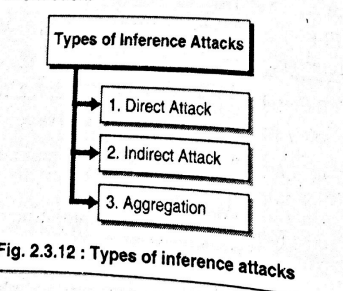 Types of Inference Attacks
1. Direct Attack
2. Indirect Attack
3. Aggregation
Fig. 2.3.12 : Types of inference attacks